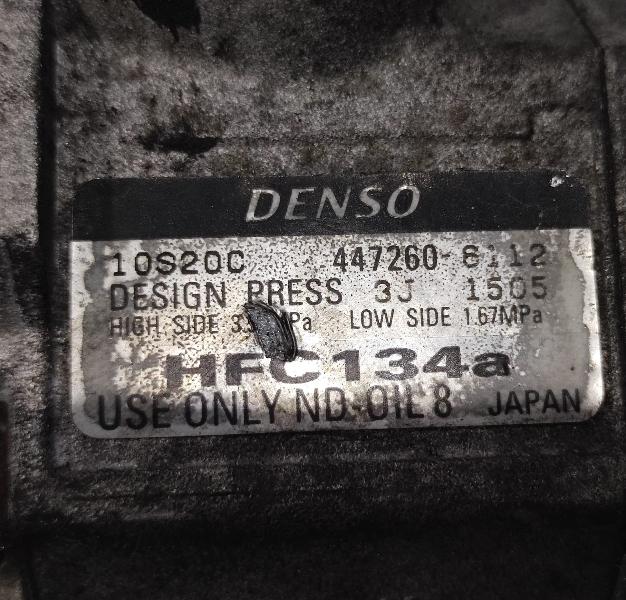 DENSO
10S20C 447260-6112
DESIGN PRESS 3J 1505
HIGH SIDE LOW SIDE 1.67MPa
HFC134a
USE ONLY ND-OIL 8 JAPAN